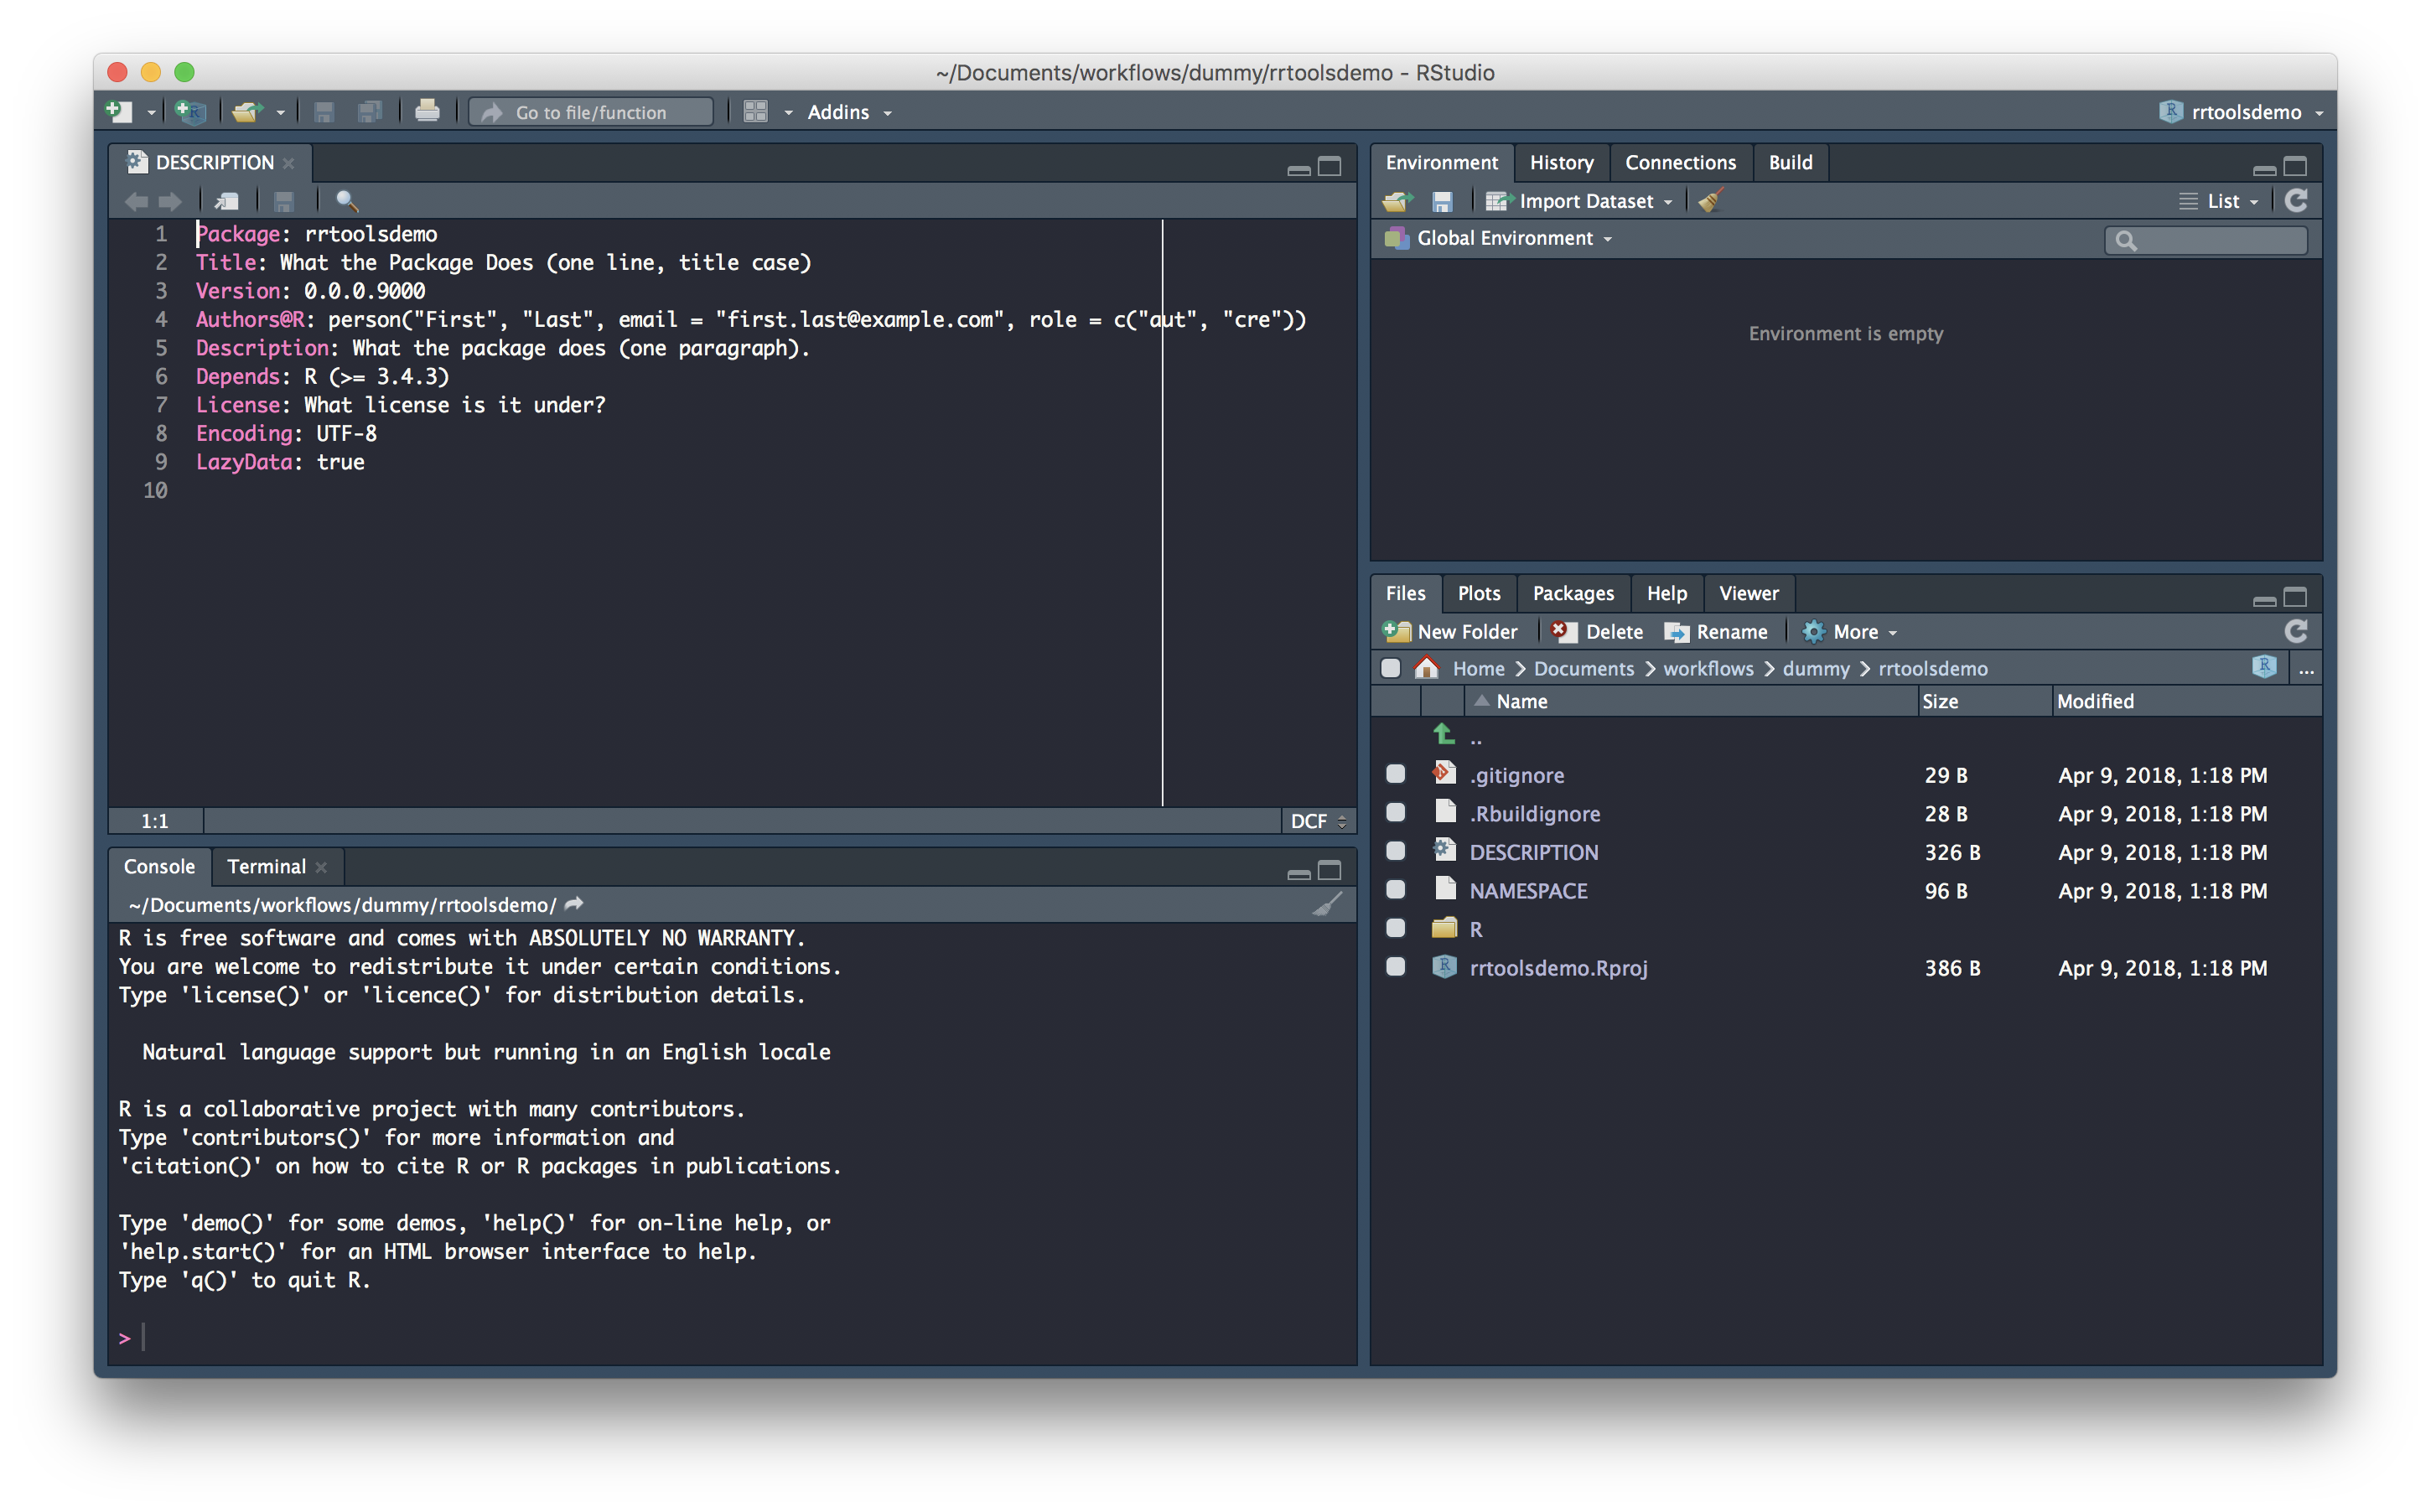 ~/Documents/workflows/dummy/rrtoolsdemo - RStudio
Go to file/function
Addins
rrtoolsdemo
DESCRIPTION
1 Package: rrtoolsdemo
2 Title: What the Package Does (one line, title case)
3 Version: 0.0.0.9000
4 Authors@R: person("First", "Last", email = "first.last@example.com", role = c("aut", "cre"))
5 Description: What the package does (one paragraph).
6 Depends: R (>= 3.4.3)
7 License: What license is it under?
8 Encoding: UTF-8
9 LazyData: true
10
1:1 DCF
Console Terminal
~/Documents/workflows/dummy/rrtoolsdemo/
R is free software and comes with ABSOLUTELY NO WARRANTY.
You are welcome to redistribute it under certain conditions.
Type 'license()' or 'licence()' for distribution details.
Natural language support but running in an English locale
R is a collaborative project with many contributors.
Type 'contributors()' for more information and
'citation()' on how to cite R or R packages in publications.
Type 'demo()' for some demos, 'help()' for on-line help, or
'help.start()' for an HTML browser interface to help.
Type 'q()' to quit R.
>
Environment History Connections Build
Import Dataset List
Global Environment
Environment is empty
Files Plots Packages Help Viewer
New Folder Delete Rename More
Home Documents workflows dummy rrtoolsdemo ...
Name Size Modified
..
.gitignore 29 B Apr 9, 2018, 1:18 PM
.Rbuildignore 28 B Apr 9, 2018, 1:18 PM
DESCRIPTION 326 B Apr 9, 2018, 1:18 PM
NAMESPACE 96 B Apr 9, 2018, 1:18 PM
R
rrtoolsdemo.Rproj 386 B Apr 9, 2018, 1:18 PM